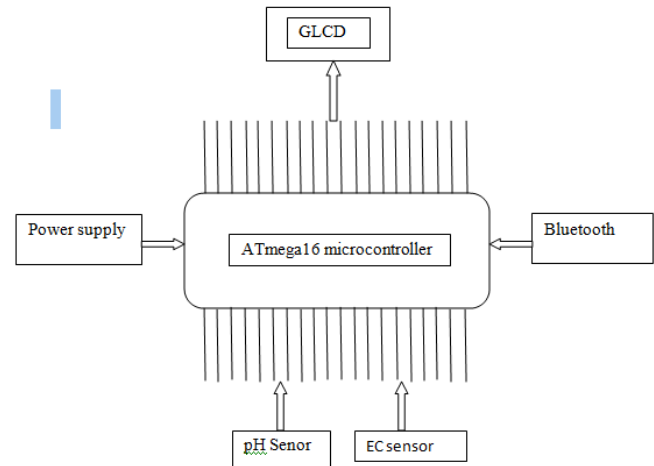 GLCD
Power supply
ATmega16 microcontroller
Bluetooth
pH Senor
EC sensor